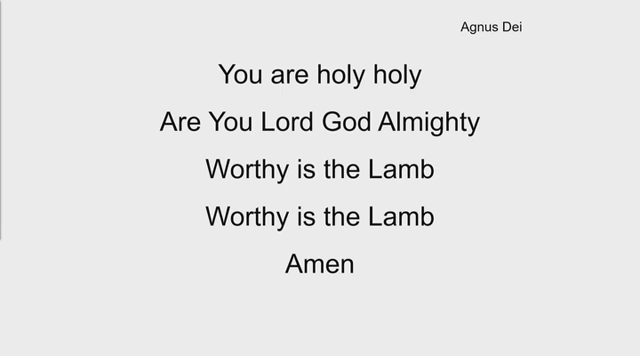 Agnus Dei
You are holy holy
Are You Lord God Almighty
Worthy is the Lamb
Worthy is the Lamb
Amen